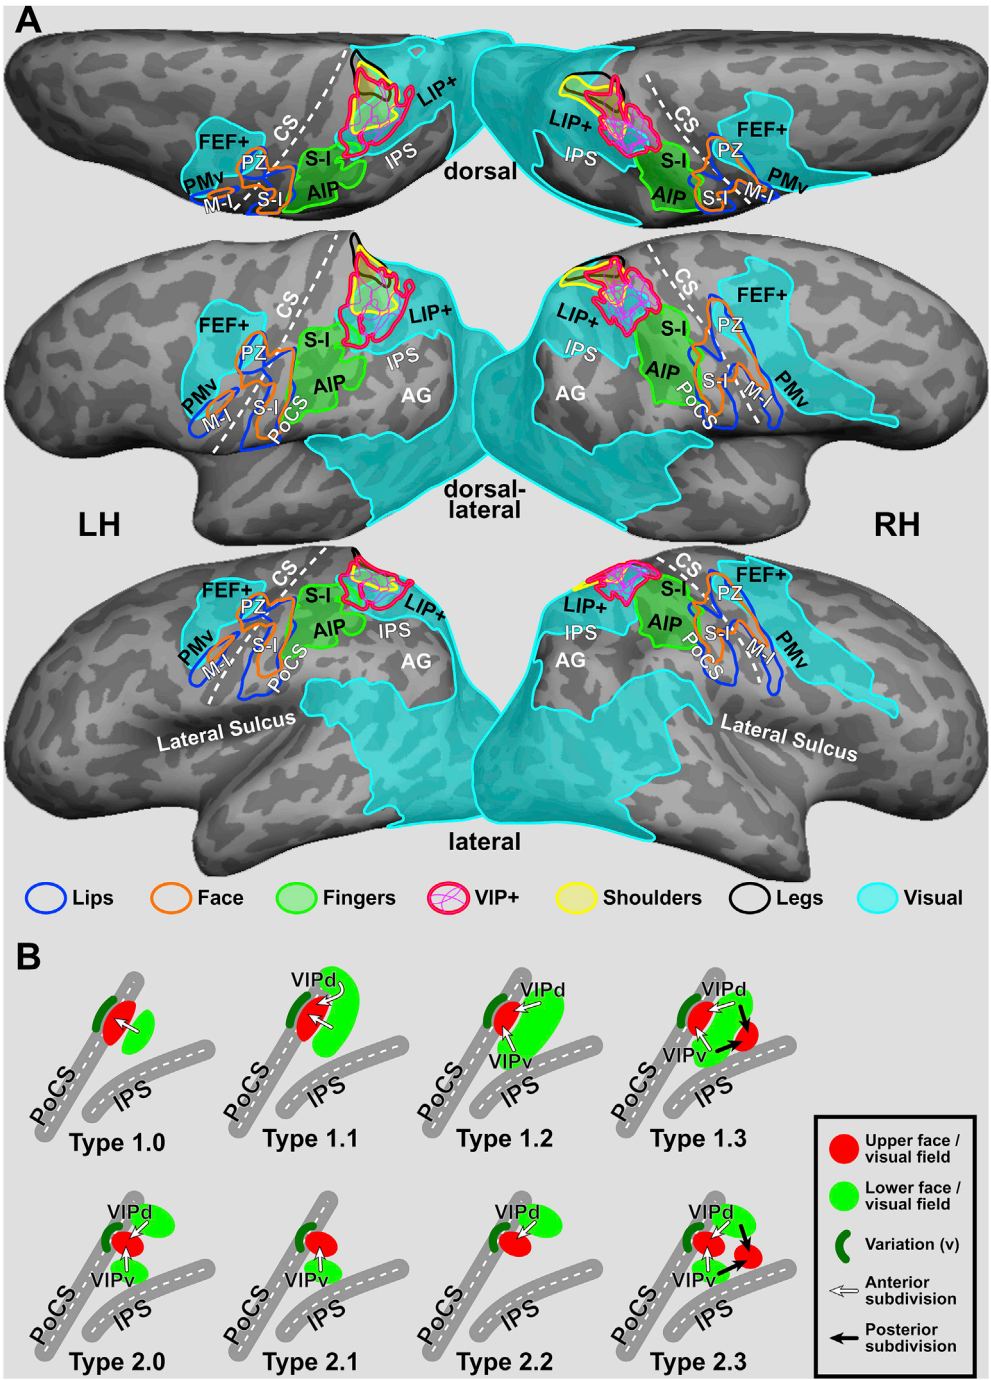 A
FEF+
CS
LIP+
PZ
IPS
PMv
M-I
S-I
S-I
AIP
dorsal
LIP+
IPS
CS
FEF+
PZ
S-I
AIP
S-I
M-I
PMv
CS
FEF+
LIP+
PZ
S-I
IPS
AIP
AG
PMv
M-I
S-I
PoCS
CS
FEF+
LIP+
PZ
S-I
IPS
AIP
AG
S-I
M-I
PMv
PoCS
dorsal-
lateral
LH
RH
CS
FEF+
S-I
LIP+
PZ
AIP
IPS
S-I
PMv
M-I
PoCS
AG
Lateral Sulcus
CS
FEF+
S-I
PZ
LIP+
AIP
IPS
S-I
M-I
PMv
PoCS
AG
Lateral Sulcus
lateral
Lips
Face
Fingers
VIP+
Shoulders
Legs
Visual
B
PoCS
IPS
Type 1.0
VIPd
PoCS
IPS
Type 1.1
VIPd
VIPv
PoCS
IPS
Type 1.2
VIPd
VIPv
PoCS
IPS
Type 1.3
VIPd
VIPv
PoCS
IPS
Type 2.0
VIPv
PoCS
IPS
Type 2.1
VIPd
PoCS
IPS
Type 2.2
VIPd
VIPv
PoCS
IPS
Type 2.3
Upper face /
visual field
Lower face /
visual field
Variation (v)
Anterior
subdivision
Posterior
subdivision